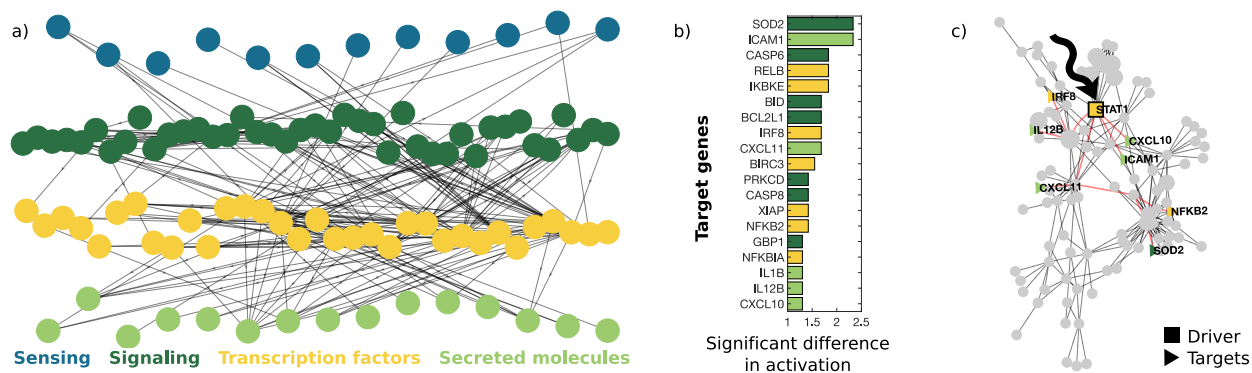 a)
Sensing Signaling Transcription factors Secreted molecules
b)
Target genes
SOD2
ICAM1
CASP6
RELB
IKBKE
BID
BCL2L1
IRF8
CXCL11
BIRC3
PRKCD
CASP8
XIAP
NFKB2
GBP1
NFKBIA
IL1B
IL12B
CXCL10
1 1.5 2 2.5
Significant difference
in activation
c)
IRF8
STAT1
IL12B
CXCL10
ICAM1
CXCL11
NFKB2
SOD2
Driver
Targets